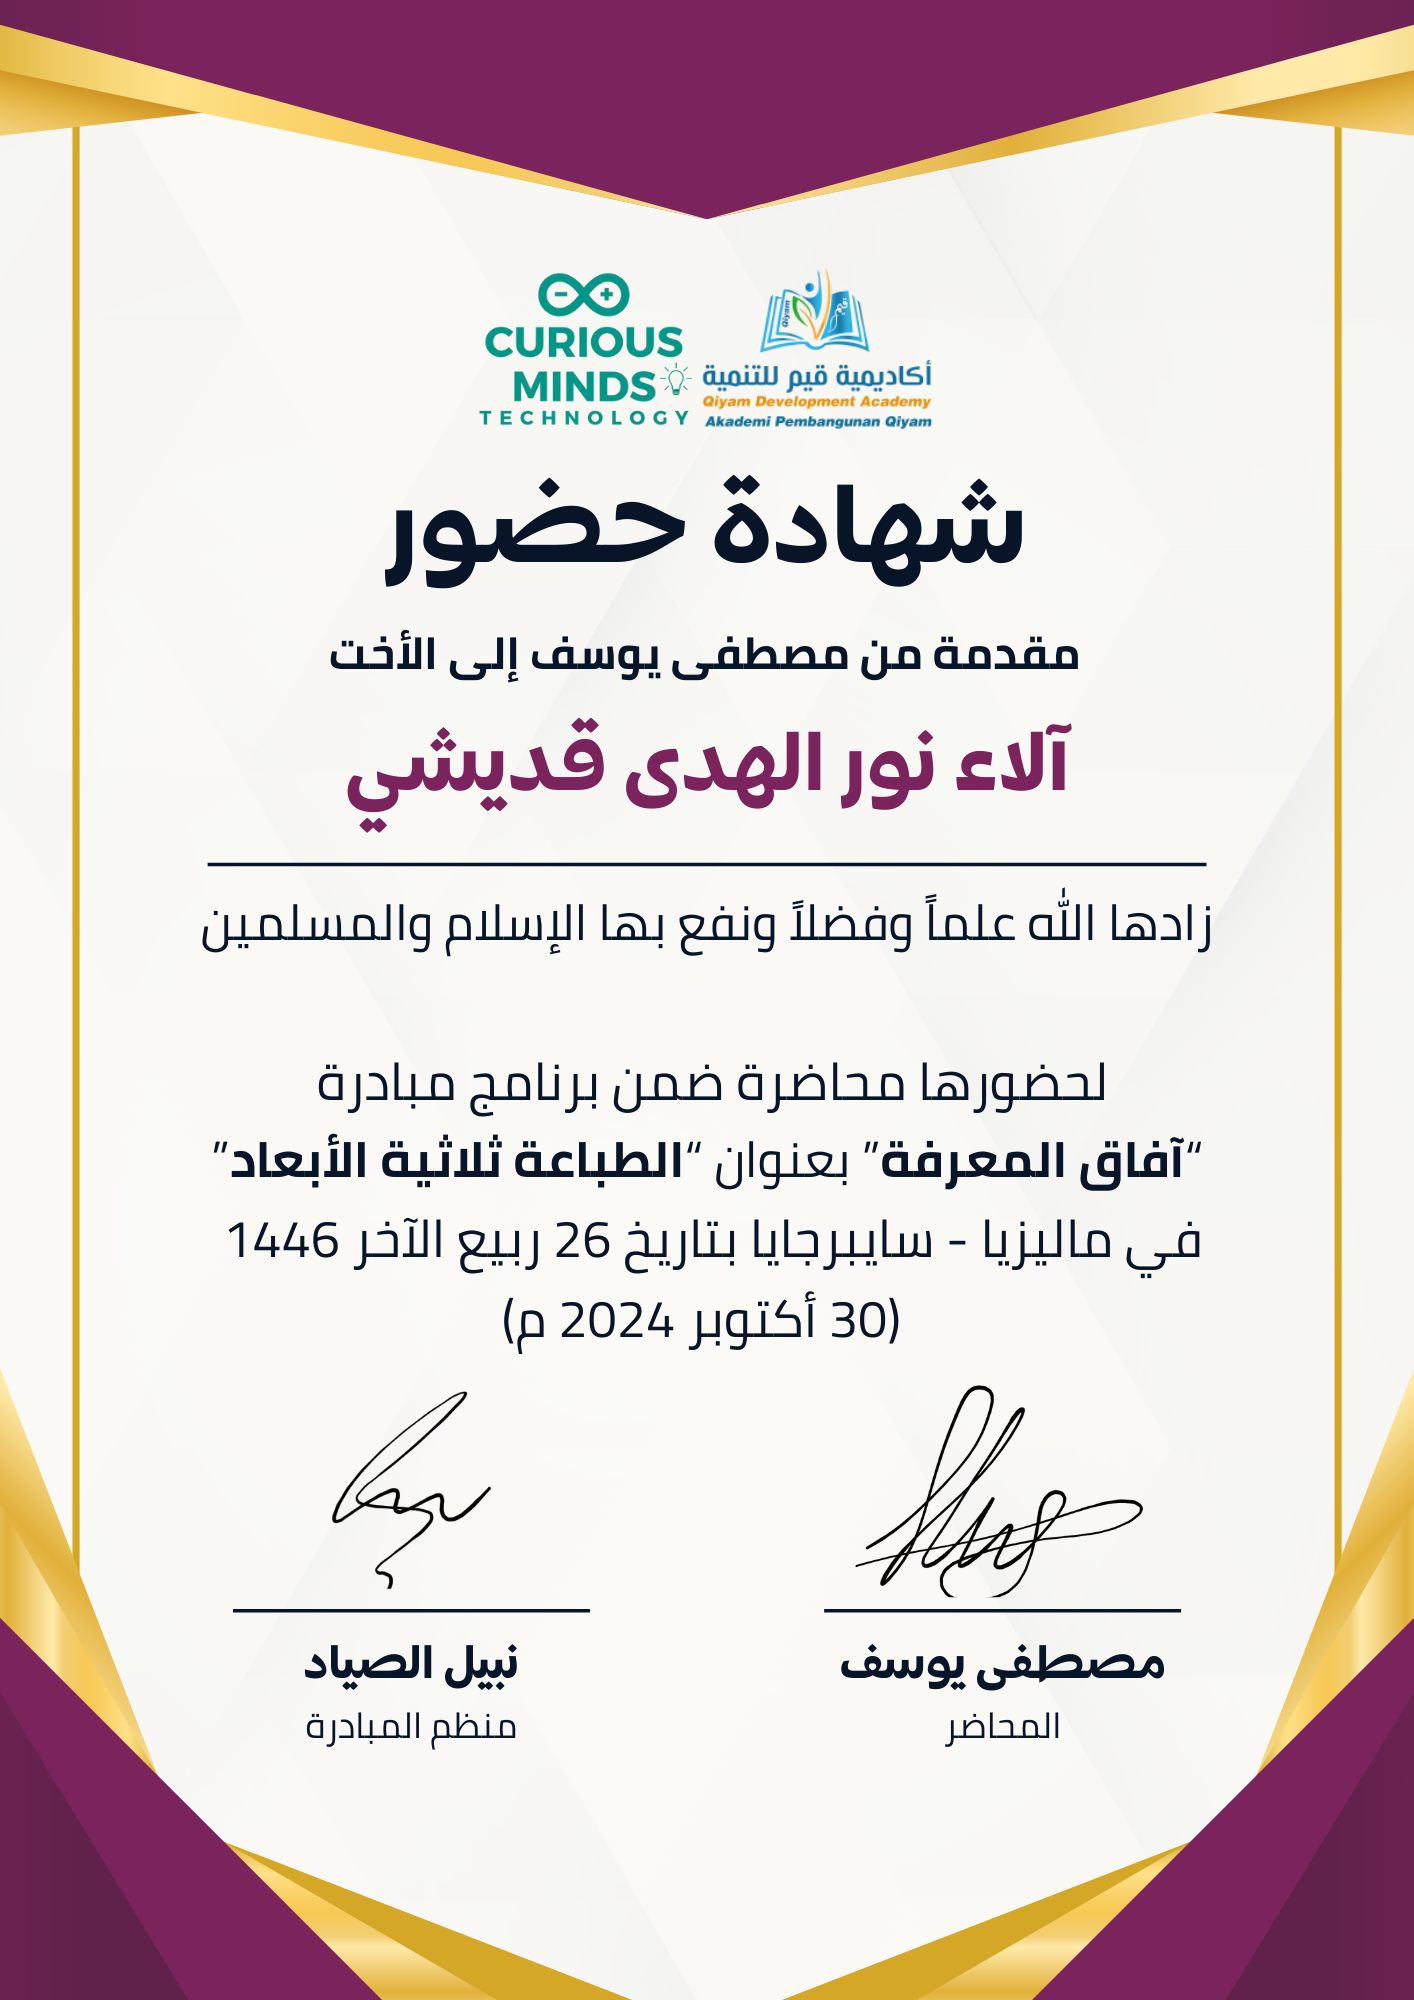 CURIOUS
MINDS
TECHNOLOGY
Qiyam
قيم
أكاديمية قيم للتنمية
Qiyam Development Academy
Akademi Pembangunan Qiyam
شهادة حضور
مقدمة من مصطفى يوسف إلى الأخت
آلاء نور الهدى قديشي
زادها الله علماً وفضلاً ونفع بها الإسلام والمسلمين
لحضورها محاضرة ضمن برنامج مبادرة
“آفاق المعرفة” بعنوان “الطباعة ثلاثية الأبعاد”
في ماليزيا - سايبرجايا بتاريخ 26 ربيع الآخر 1446
(30 أكتوبر 2024 م)
مصطفى يوسف
المحاضر
نبيل الصياد
منظم المبادرة